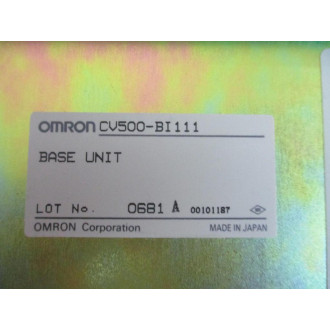 OMRON CV500-BI111
BASE UNIT
LOT No. 0681 A 00101187
OMRON Corporation MADE IN JAPAN